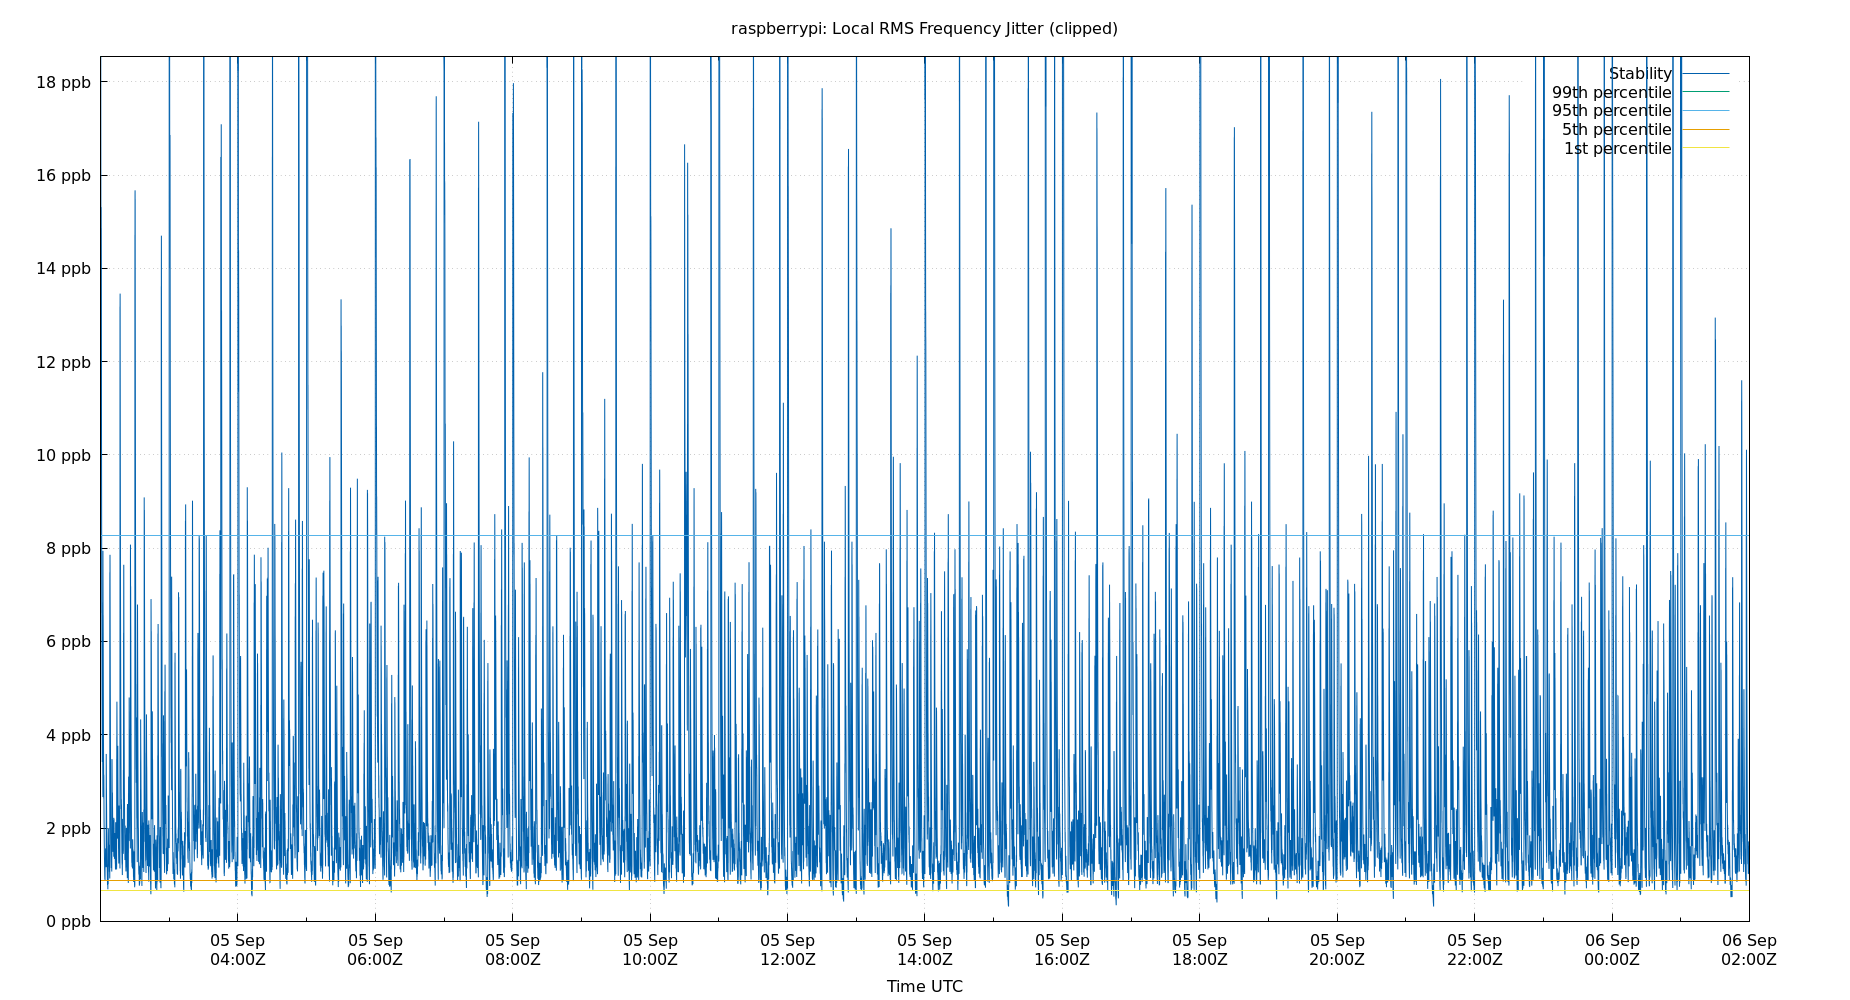 raspberrypi: Local RMS Frequency Jitter (clipped)
18 ppb
16 ppb
14 ppb
12 ppb
10 ppb
8 ppb
6 ppb
4 ppb
2 ppb
0 ppb
Stability
99th percentile
95th percentile
5th percentile
1st percentile
05 Sep 05 Sep 05 Sep 05 Sep 05 Sep 05 Sep 05 Sep 05 Sep 05 Sep 05 Sep 06 Sep 06 Sep
04:00Z 06:00Z 08:00Z 10:00Z 12:00Z 14:00Z 16:00Z 18:00Z 20:00Z 22:00Z 00:00Z 02:00Z
Time UTC